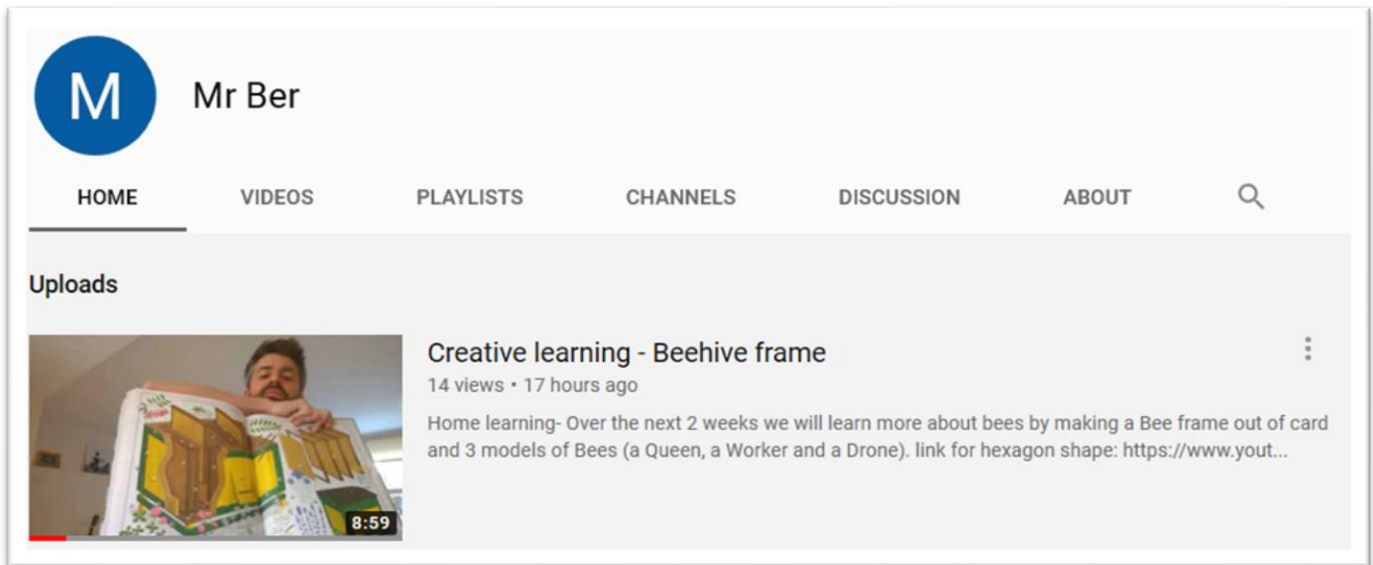 M
Mr Ber
HOME VIDEOS PLAYLISTS CHANNELS DISCUSSION ABOUT
Uploads
Creative learning - Beehive frame
14 views • 17 hours ago
Home learning- Over the next 2 weeks we will learn more about bees by making a Bee frame out of card
and 3 models of Bees (a Queen, a Worker and a Drone). link for hexagon shape: https://www.yout...
8:59